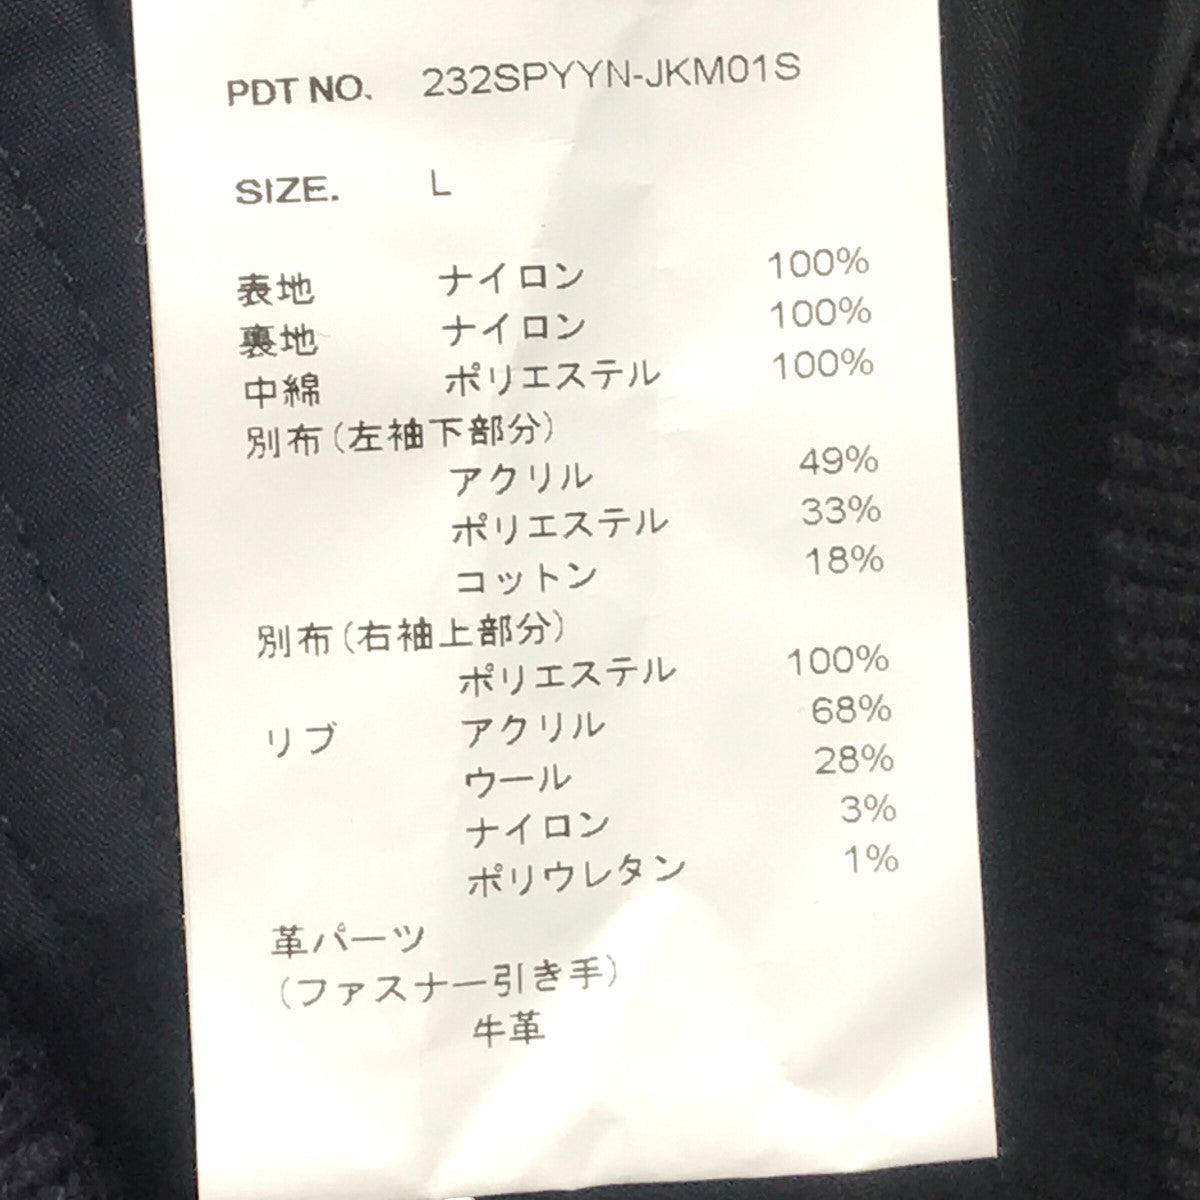 PDT NO. 232SPYYN-JKM01S
SIZE. L
表地 ナイロン 100%
裏地 ナイロン 100%
中綿 ポリエステル 100%
別布(左袖下部分)
アクリル 49%
ポリエステル 33%
コットン 18%
別布(右袖上部分)
ポリエステル 100%
リブ アクリル 68%
ウール 28%
ナイロン 3%
ポリウレタン 1%
革パーツ
(ファスナー引き手)
牛革